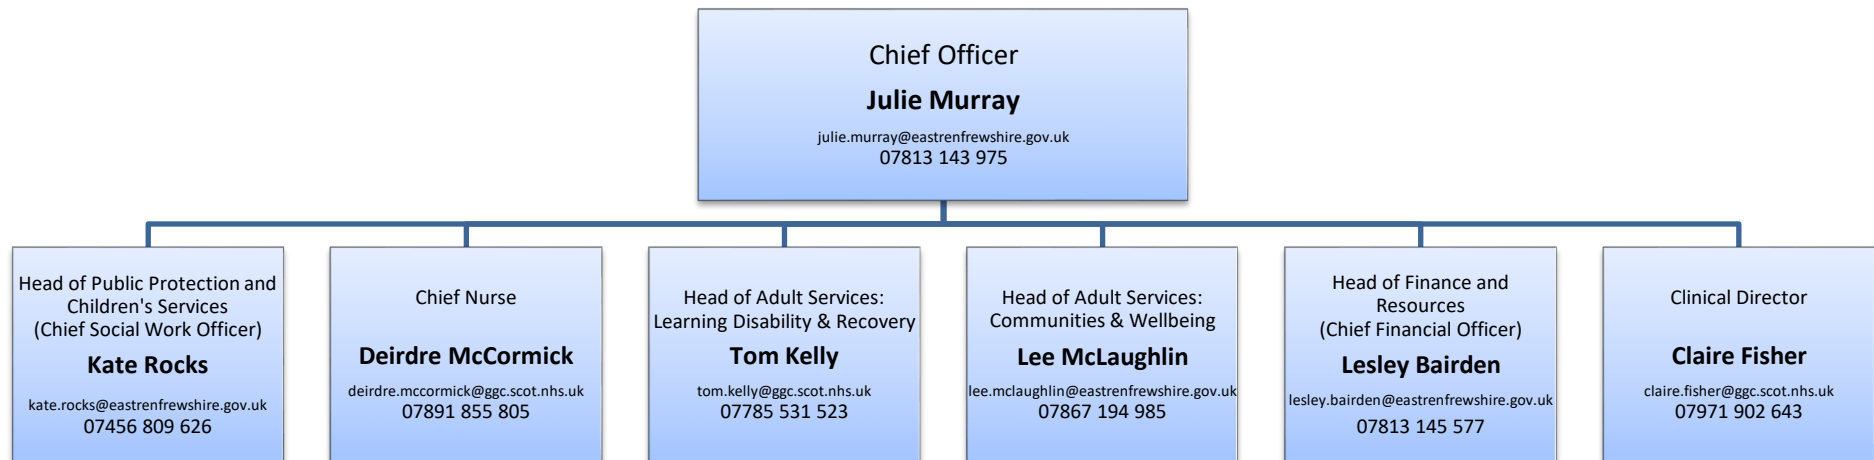 Chief Officer
Julie Murray
julie.murray@eastrenfrewshire.gov.uk
07813 143 975
Head of Public Protection and
Children's Services
(Chief Social Work Officer)
Kate Rocks
kate.rocks@eastrenfrewshire.gov.uk
07456 809 626
Chief Nurse
Deirdre McCormick
deirdre.mccormick@ggc.scot.nhs.uk
07891 855 805
Head of Adult Services:
Learning Disability & Recovery
Tom Kelly
tom.kelly@ggc.scot.nhs.uk
07785 531 523
Head of Adult Services:
Communities & Wellbeing
Lee McLaughlin
lee.mclaughlin@eastrenfrewshire.gov.uk
07867 194 985
Head of Finance and
Resources
(Chief Financial Officer)
Lesley Bairden
lesley.bairden@eastrenfrewshire.gov.uk
07813 145 577
Clinical Director
Claire Fisher
claire.fisher@ggc.scot.nhs.uk
07971 902 643